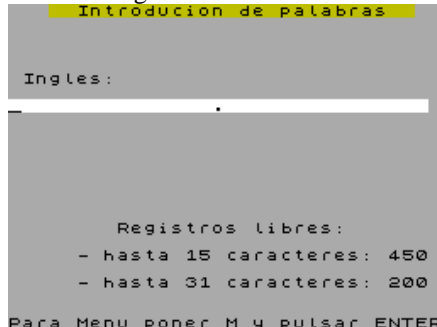 Introducion de palabras
Ingles:
_ .
Registros libres:
- hasta 15 caracteres: 450
- hasta 31 caracteres: 200
Para Menu poner M y pulsar ENTER